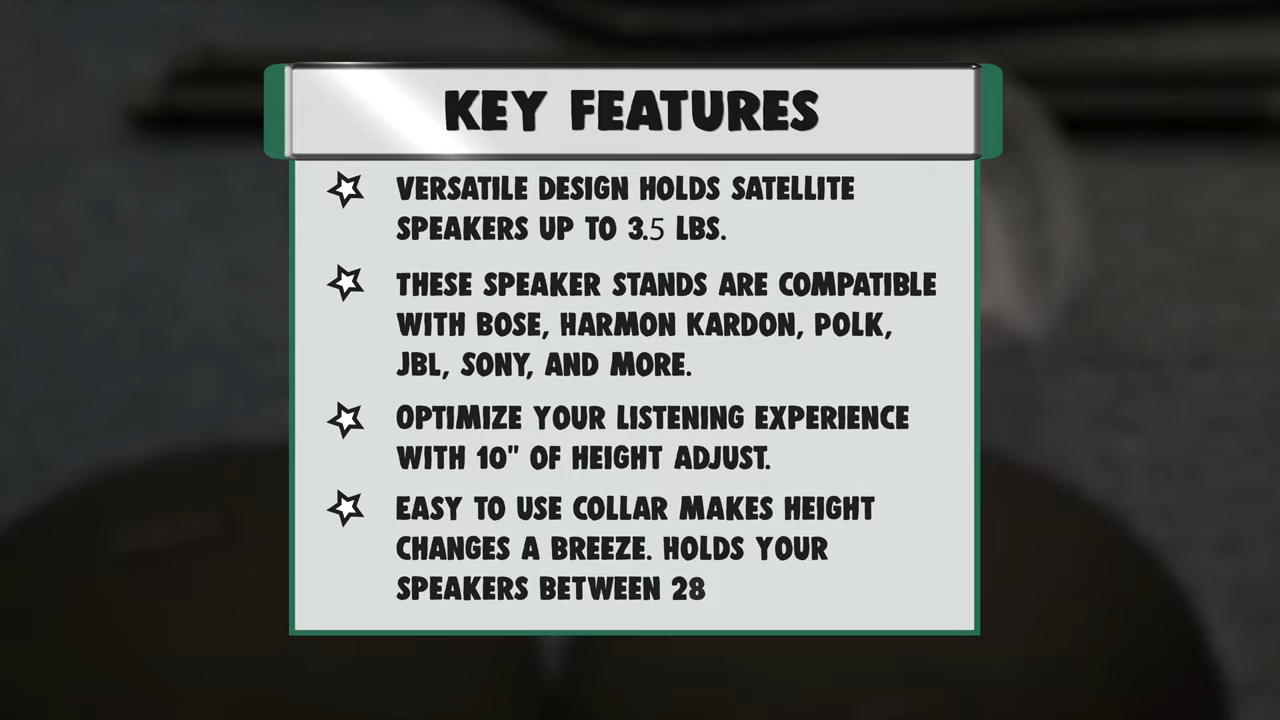 KEY FEATURES
VERSATILE DESIGN HOLDS SATELLITE
SPEAKERS UP TO 3.5 LBS.
THESE SPEAKER STANDS ARE COMPATIBLE
WITH BOSE, HARMON KARDON, POLK,
JBL, SONY, AND MORE.
OPTIMIZE YOUR LISTENING EXPERIENCE
WITH 10" OF HEIGHT ADJUST.
EASY TO USE COLLAR MAKES HEIGHT
CHANGES A BREEZE. HOLDS YOUR
SPEAKERS BETWEEN 28